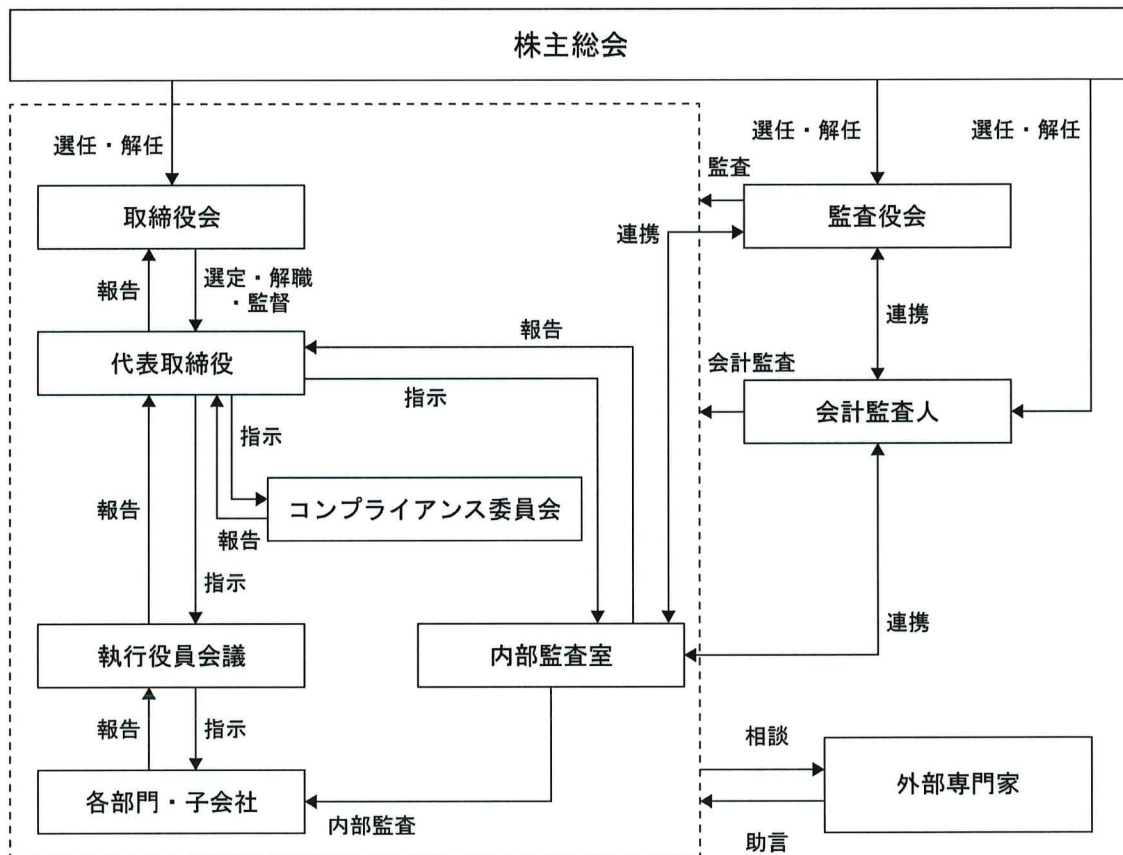 株主総会
選任・解任
選任・解任
選任・解任
監査
取締役会
監査役会
連携
報告
選定・解職
・監督
連携
報告
代表取締役
会計監査
指示
会計監査人
指示
コンプライアンス委員会
報告
報告
指示
連携
執行役員会議
内部監査室
報告
指示
相談
各部門・子会社
外部専門家
内部監査
助言